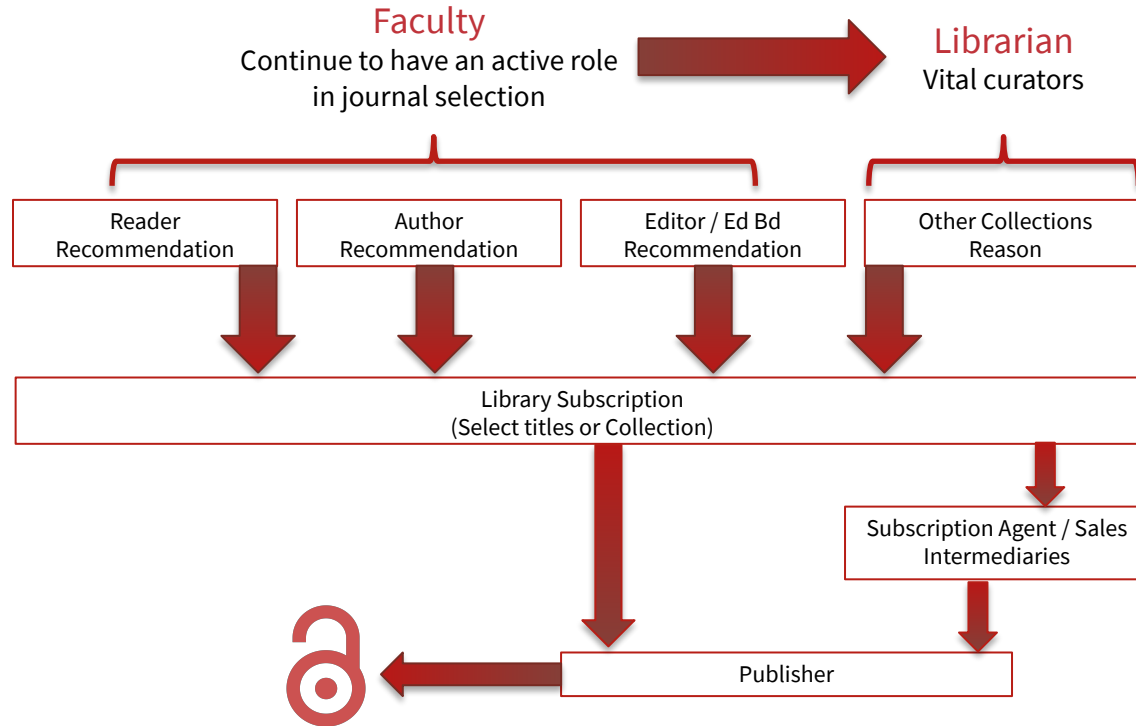 Faculty
Continue to have an active role
in journal selection
Librarian
Vital curators
Reader
Recommendation
Author
Recommendation
Editor / Ed Bd
Recommendation
Other Collections
Reason
Library Subscription
(Select titles or Collection)
Subscription Agent / Sales
Intermediaries
Publisher